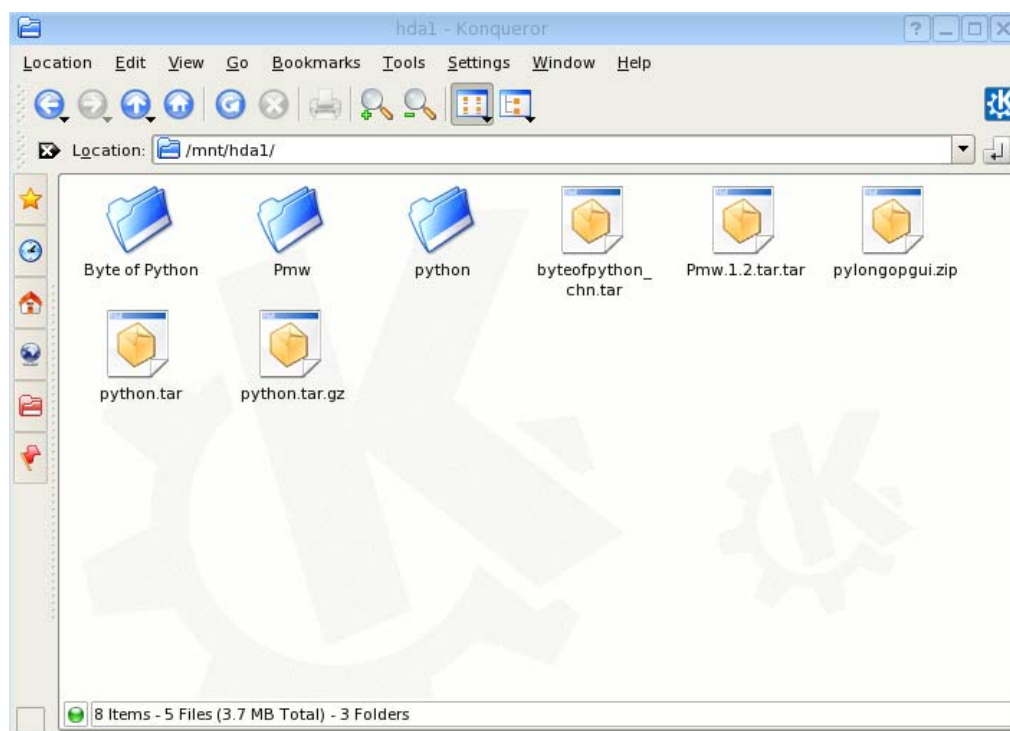 hda1 - Konqueror
Location Edit View Go Bookmarks Tools Settings Window Help
Location: /mnt/hda1/
Byte of Python Pmw python byteofpython_ Pmw.1.2.tar.tar pylongopgui.zip
chn.tar
python.tar python.tar.gz
8 Items - 5 Files (3.7 MB Total) - 3 Folders